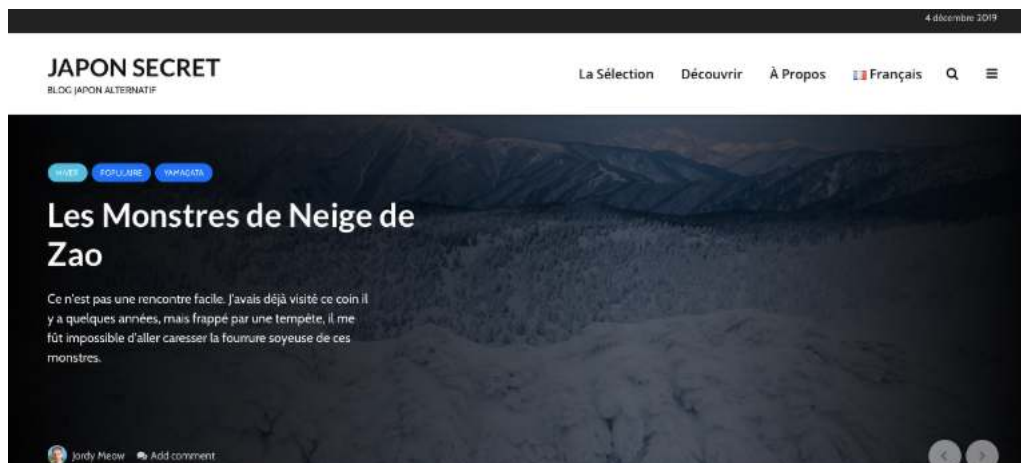 4 décembre 2019
JAPON SECRET
BLOG JAPON ALTERNATIF
La Sélection Découvrir À Propos Français
HIVER POPULAIRE YAMAGATA
Les Monstres de Neige de
Zao
Ce n'est pas une rencontre facile. J'avais déjà visité ce coin il
y a quelques années, mais frappé par une tempête, il me
fût impossible d'aller caresser la fourrure soyeuse de ces
monstres.
Jordy Meow Add comment